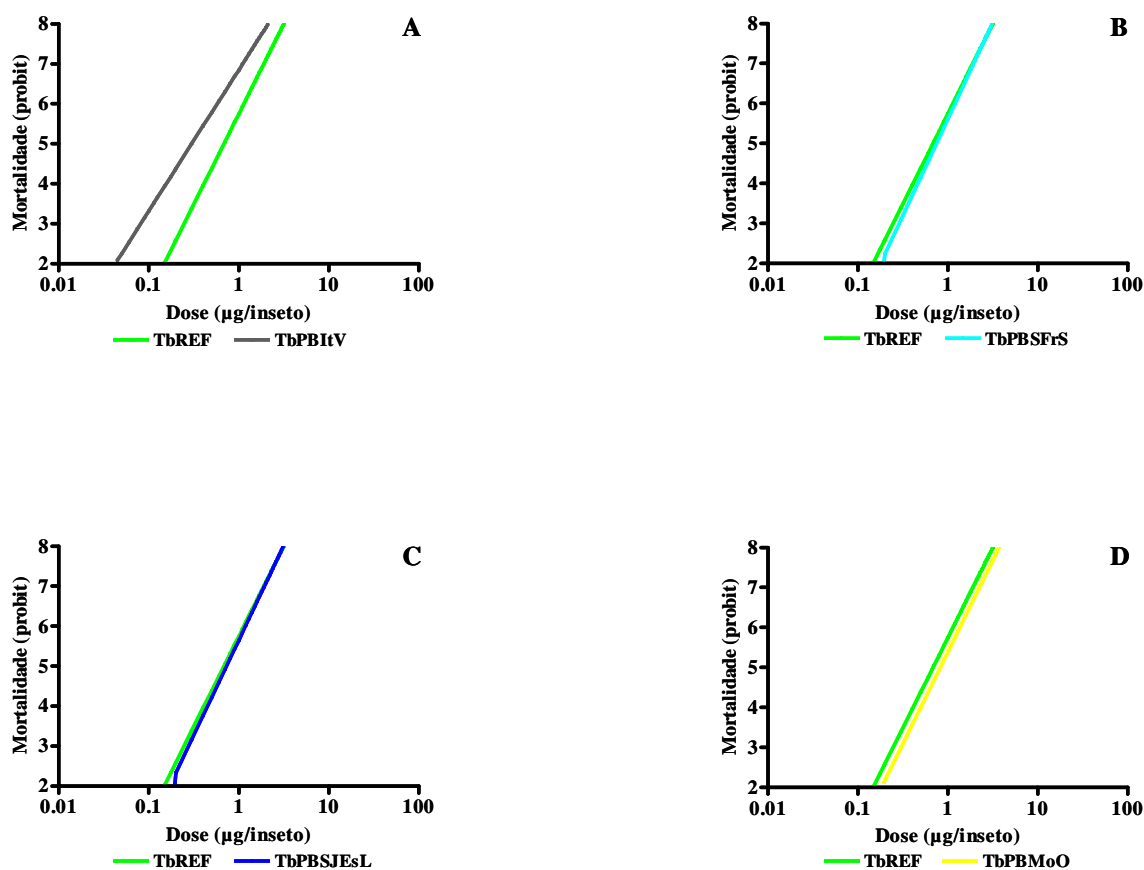 A
Mortalidade (probit)
8
7
6
5
4
3
2
0.01 0.1 1 10 100
Dose (µg/inseto)
TbREF TbPBItV
B
Mortalidade (probit)
8
7
6
5
4
3
2
0.01 0.1 1 10 100
Dose (µg/inseto)
TbREF TbPBSFrS
C
Mortalidade (probit)
8
7
6
5
4
3
2
0.01 0.1 1 10 100
Dose (µg/inseto)
TbREF TbPBSJEsL
D
Mortalidade (probit)
8
7
6
5
4
3
2
0.01 0.1 1 10 100
Dose (µg/inseto)
TbREF TbPBMoO